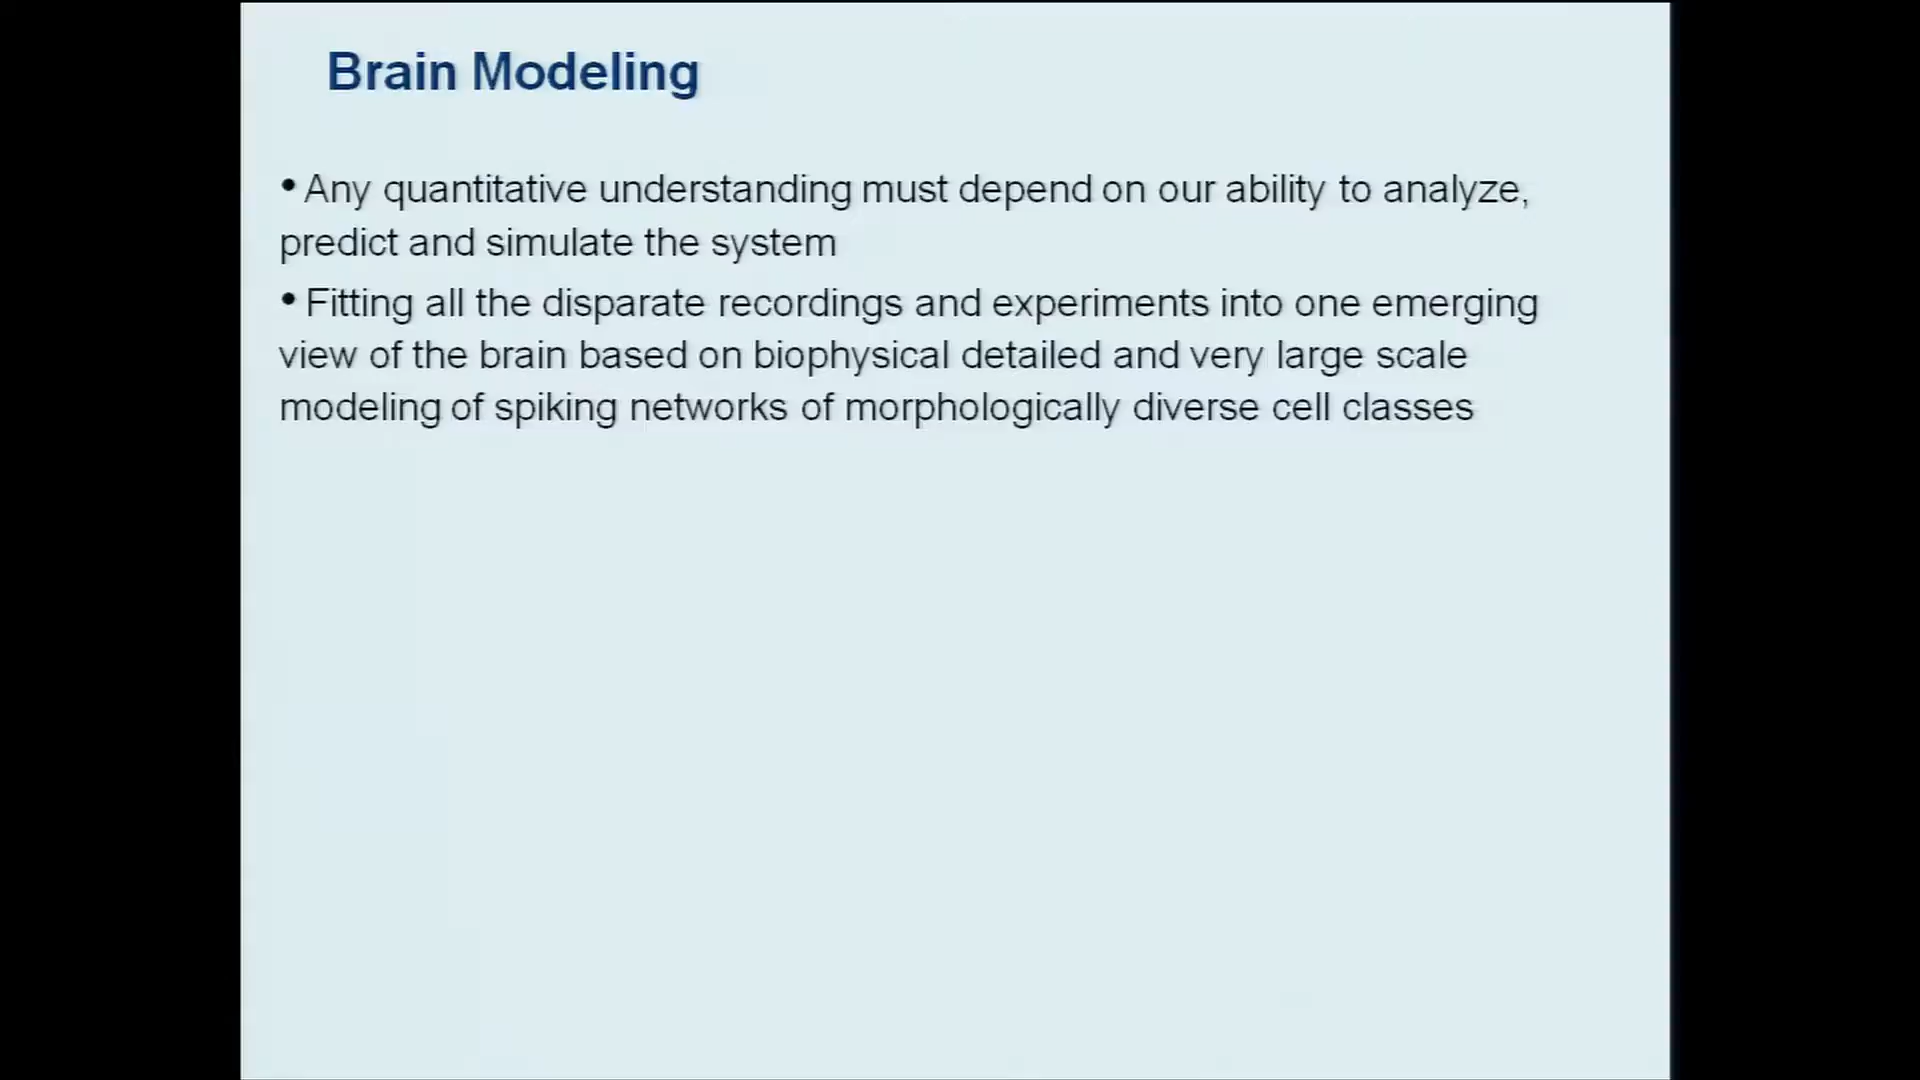 Brain Modeling
• Any quantitative understanding must depend on our ability to analyze,
predict and simulate the system
• Fitting all the disparate recordings and experiments into one emerging
view of the brain based on biophysical detailed and very large scale
modeling of spiking networks of morphologically diverse cell classes